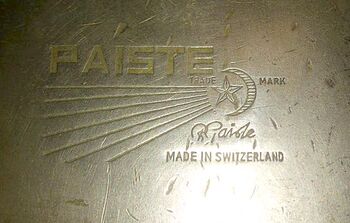 PAISTE
TRADE MARK
R Paiste
MADE IN SWITZERLAND